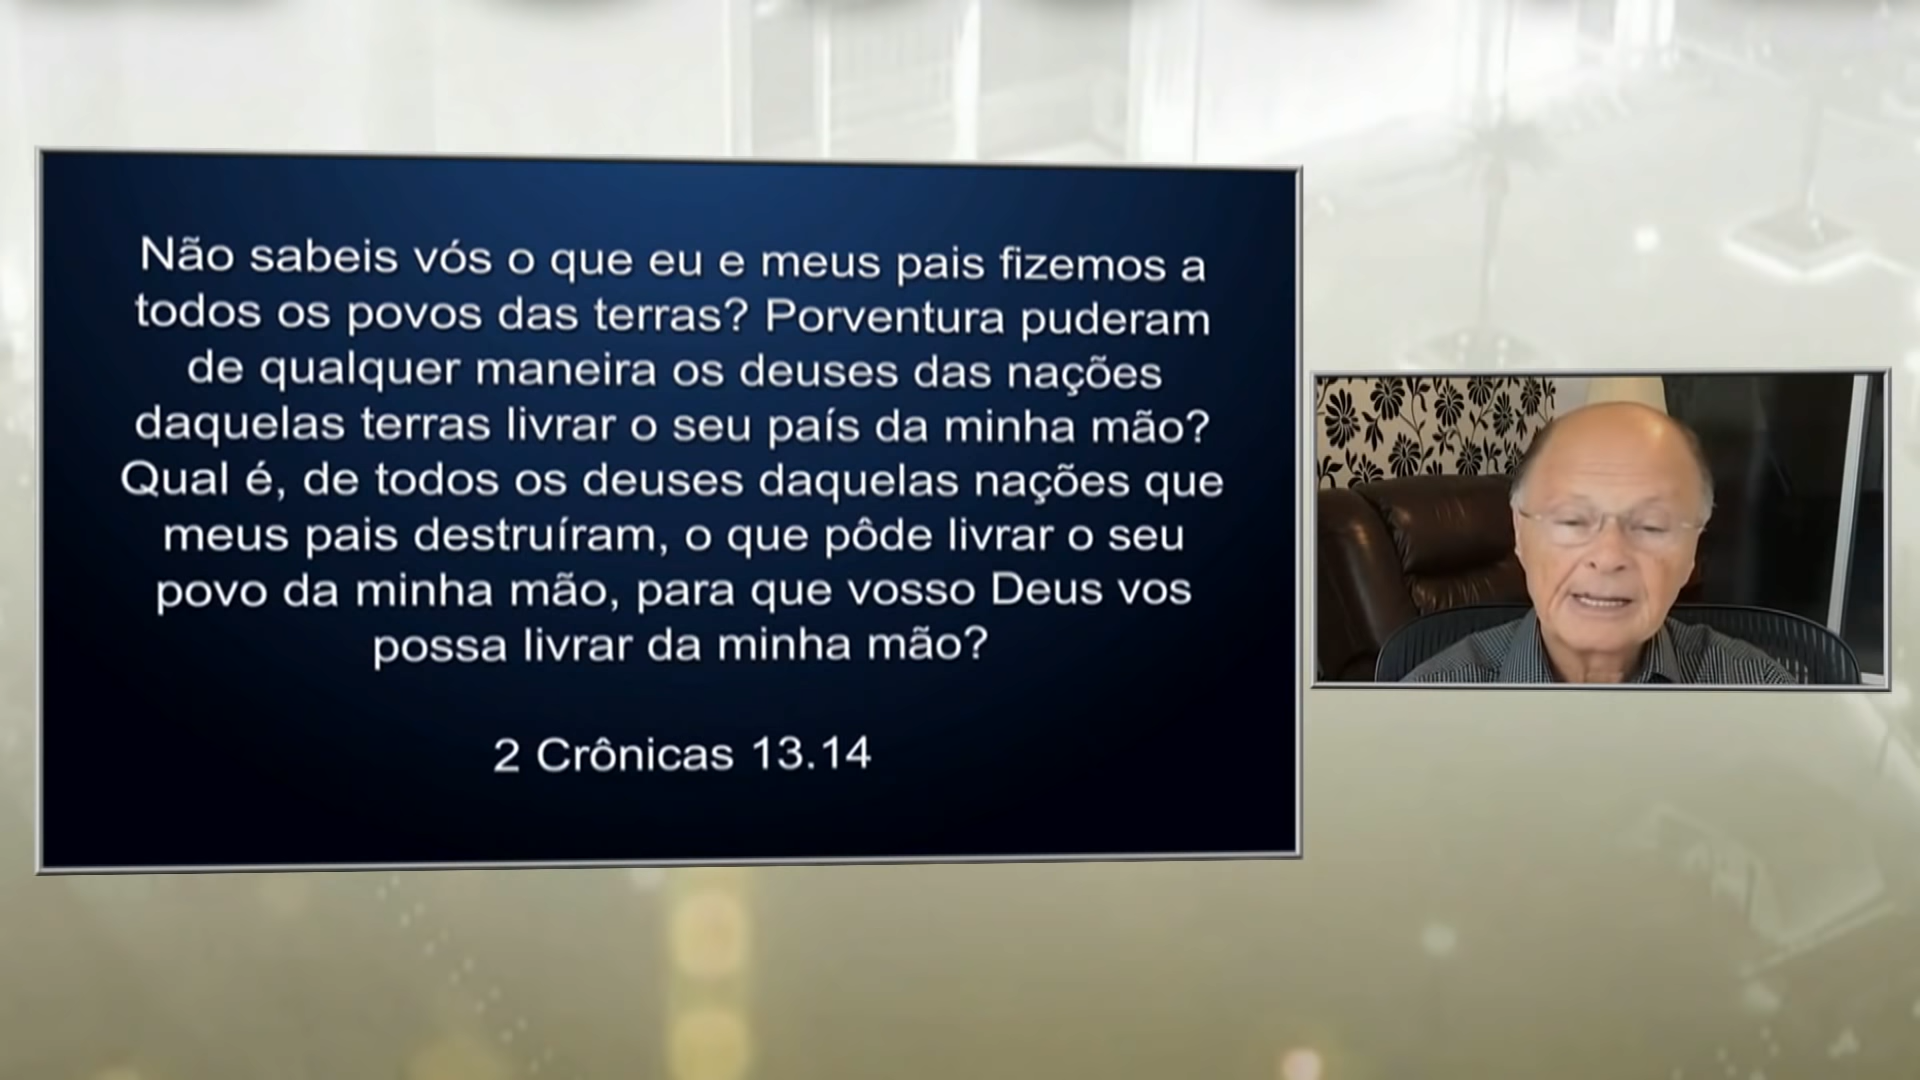 Não sabeis vós o que eu e meus pais fizemos a
todos os povos das terras? Porventura puderam
de qualquer maneira os deuses das nações
daquelas terras livrar o seu país da minha mão?
Qual é, de todos os deuses daquelas nações que
meus pais destruíram, o que pôde livrar o seu
povo da minha mão, para que vosso Deus vos
possa livrar da minha mão?
2 Crônicas 13.14